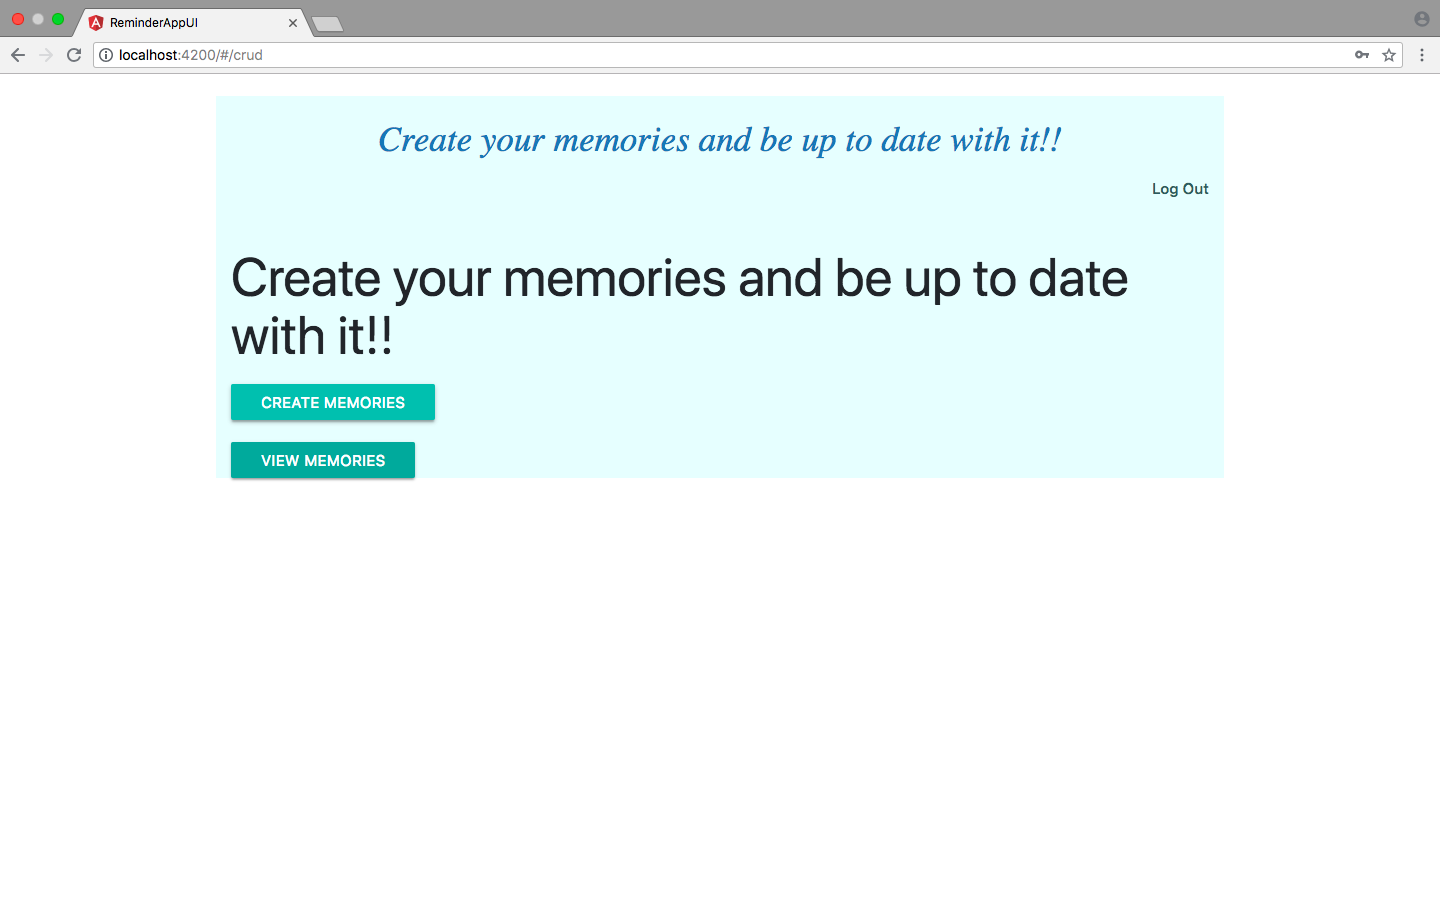 ReminderAppUI
localhost:4200/#/crud
Create your memories and be up to date with it!!
Log Out
Create your memories and be up to date
with it!!
CREATE MEMORIES
VIEW MEMORIES